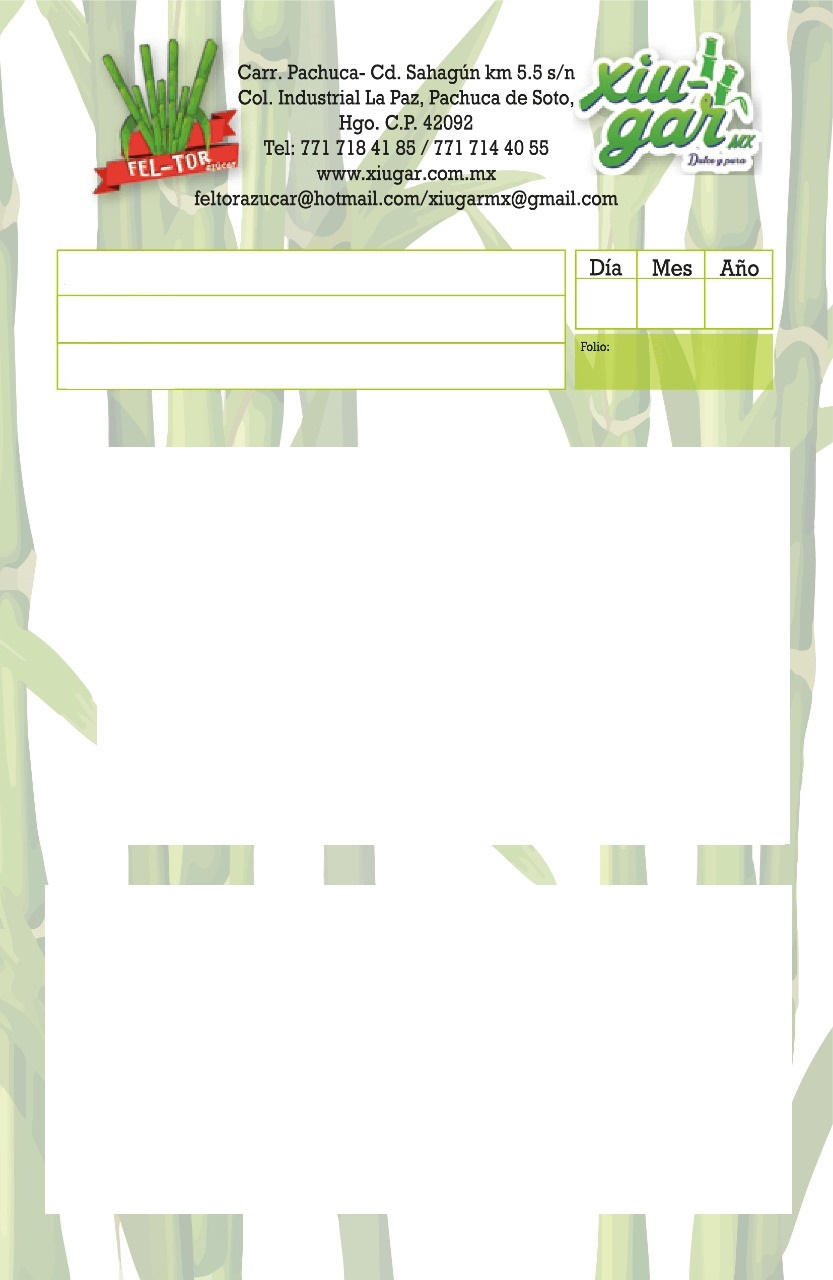 FEL-TOR
azúcar
Carr. Pachuca- Cd. Sahagún km 5.5 s/n
Col. Industrial La Paz, Pachuca de Soto,
Hgo. C.P. 42092
Tel: 771 718 41 85 / 771 714 40 55
www.xiugar.com.mx
feltorazucar@hotmail.com/xiugarmx@gmail.com
xiu-
gar MX
Dulce y pura
Día Mes Año
Folio: